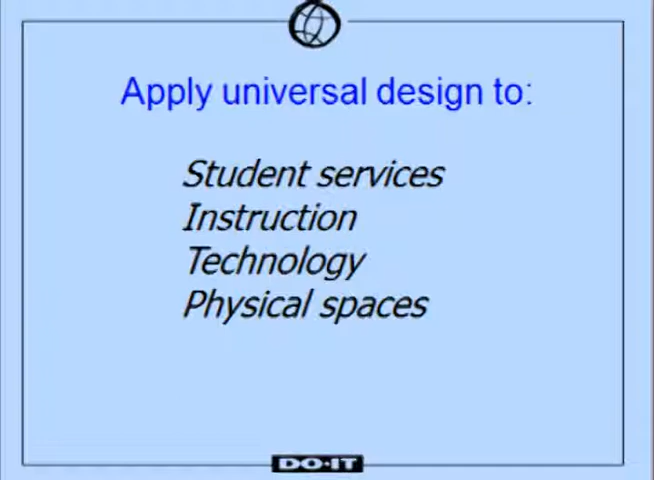 Apply universal design to:
Student services
Instruction
Technology
Physical spaces
DO·IT